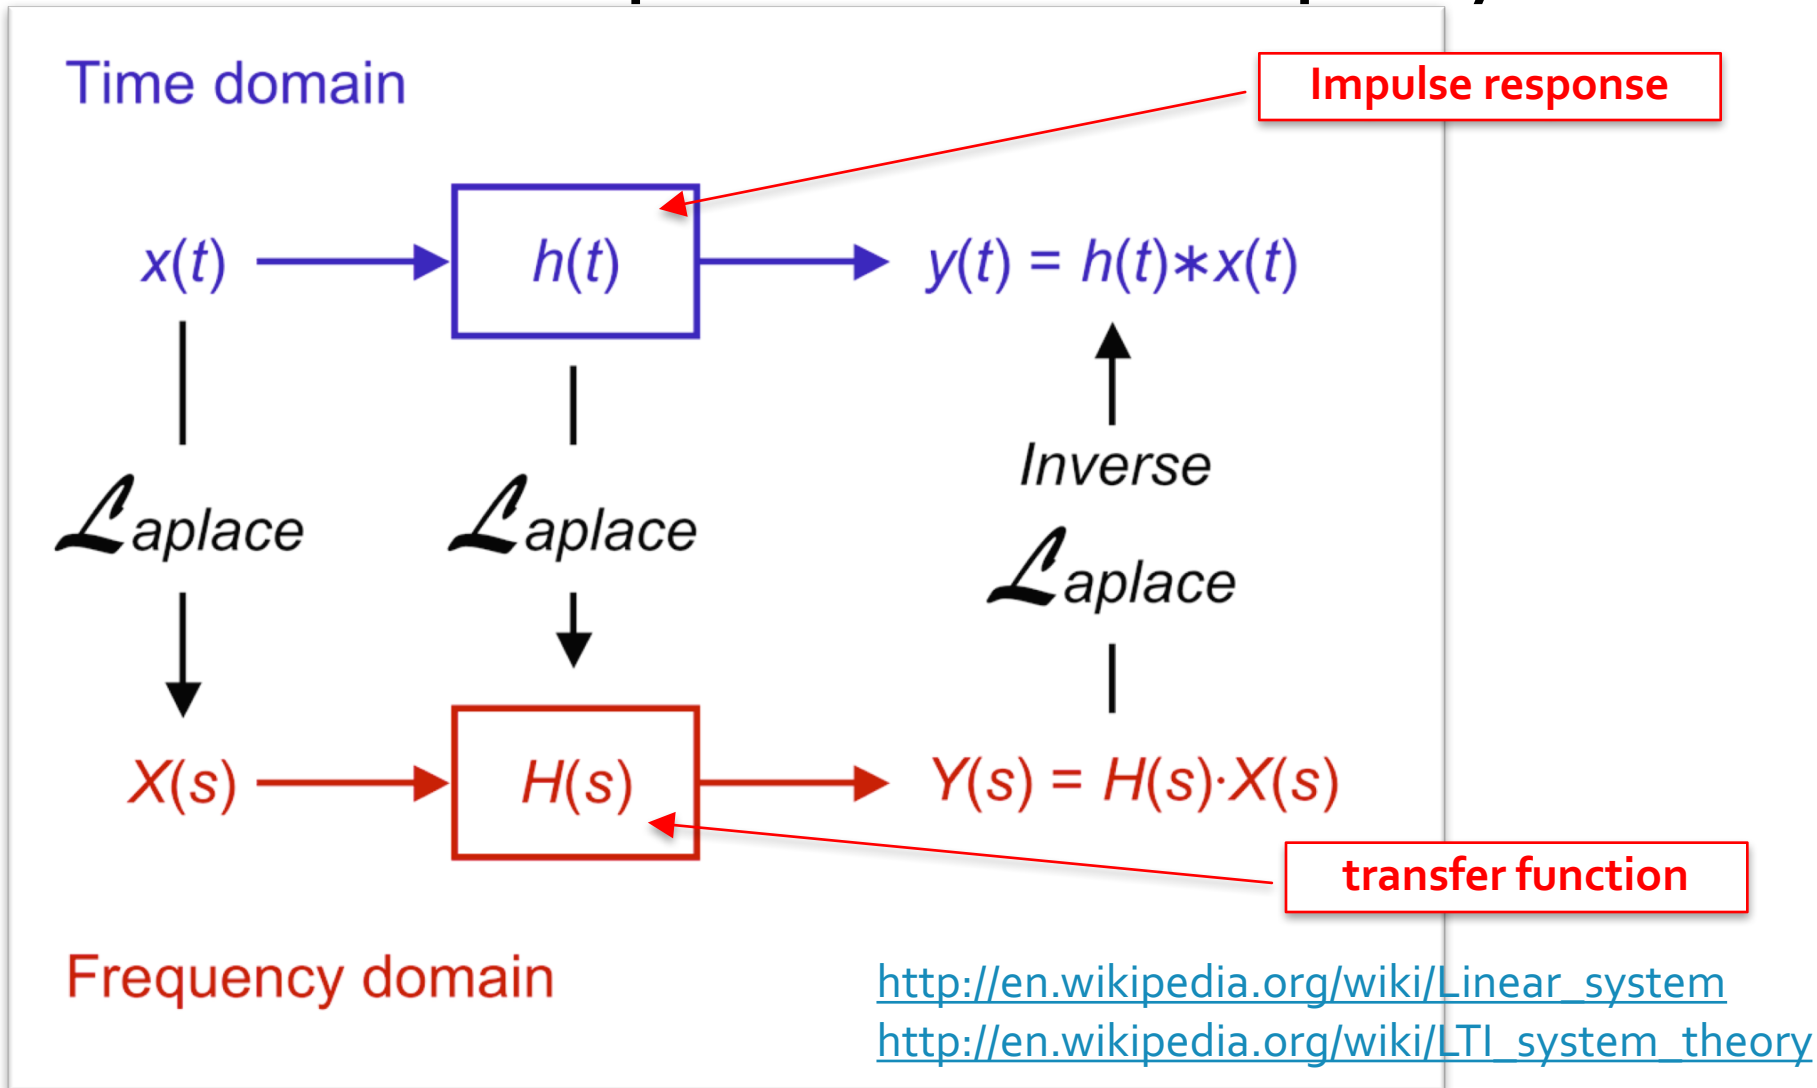 Time domain
Impulse response
x(t)
h(t)
y(t) = h(t)∗x(t)
Laplace
Laplace
Inverse
Laplace
X(s)
H(s)
Y(s) = H(s)·X(s)
transfer function
Frequency domain
http://en.wikipedia.org/wiki/Linear_system
http://en.wikipedia.org/wiki/LTI_system_theory